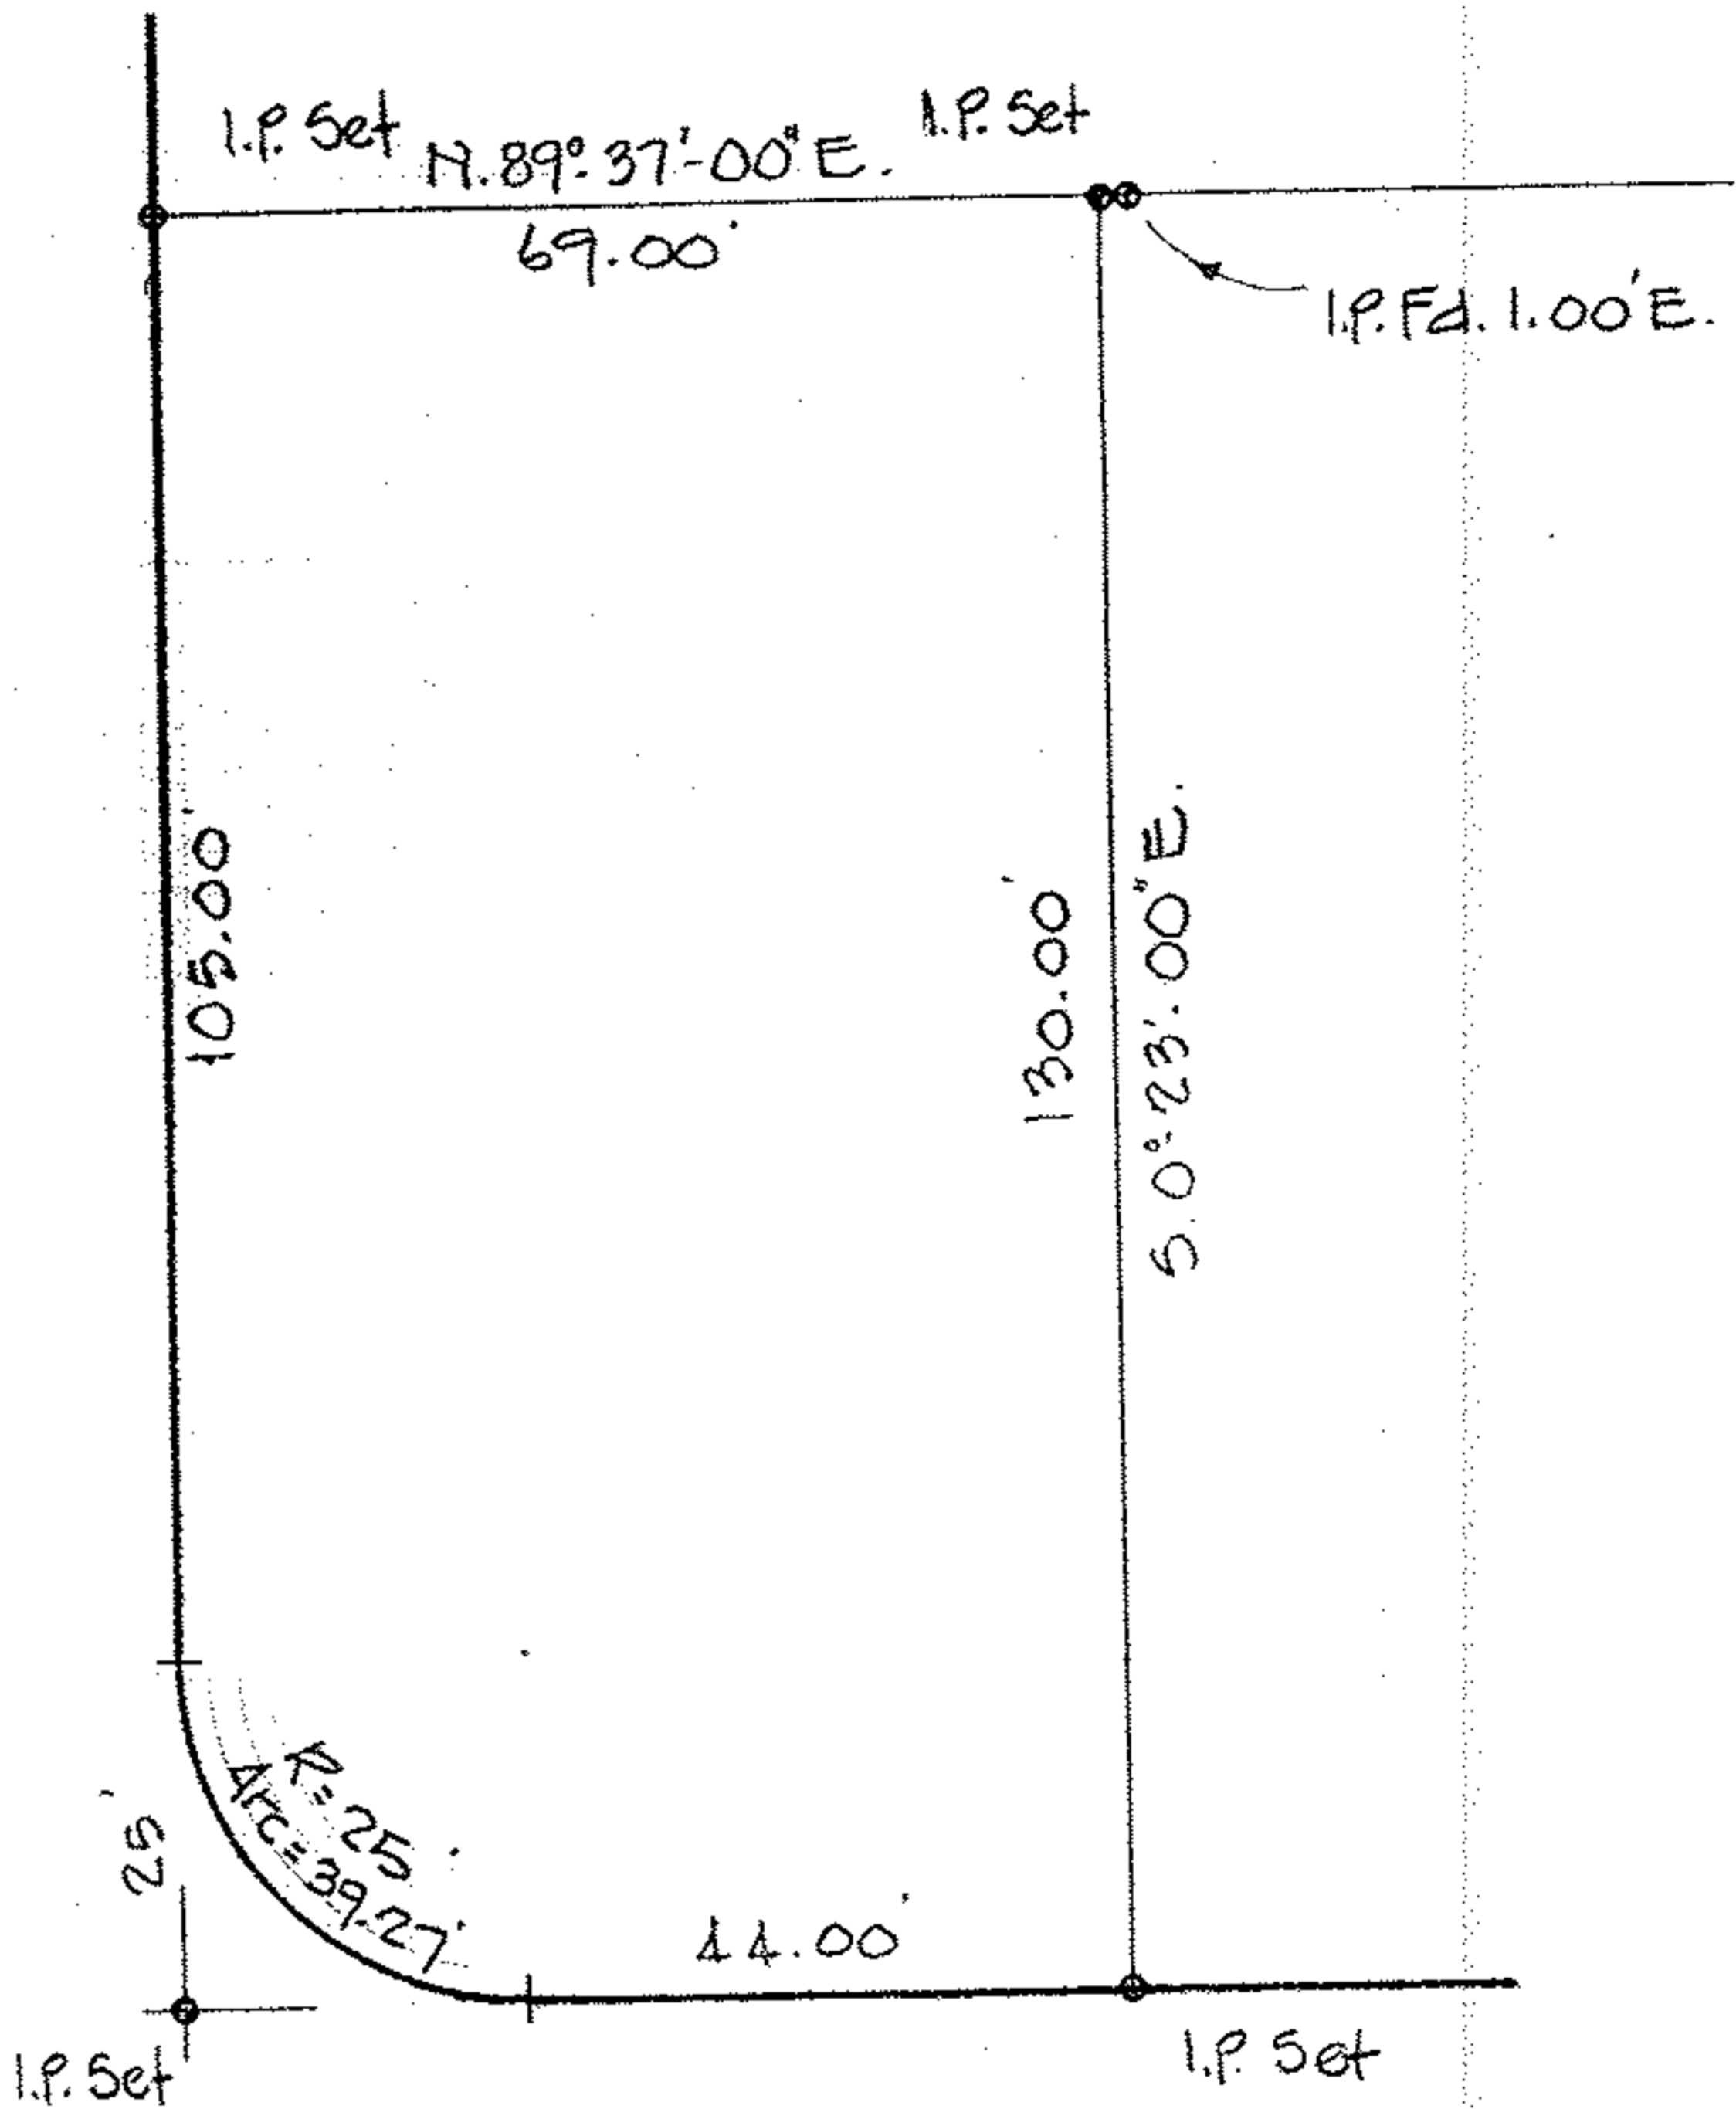 I.P. Set
I.P. Set
N.89°.37'-00"E.
69.00'
I.P. Fd. 1.00'E.
105.00'
130.00'
S.0°.23'.00"E.
R=25'
Arc=39.27'
25'
44.00'
I.P. Set
I.P. Set